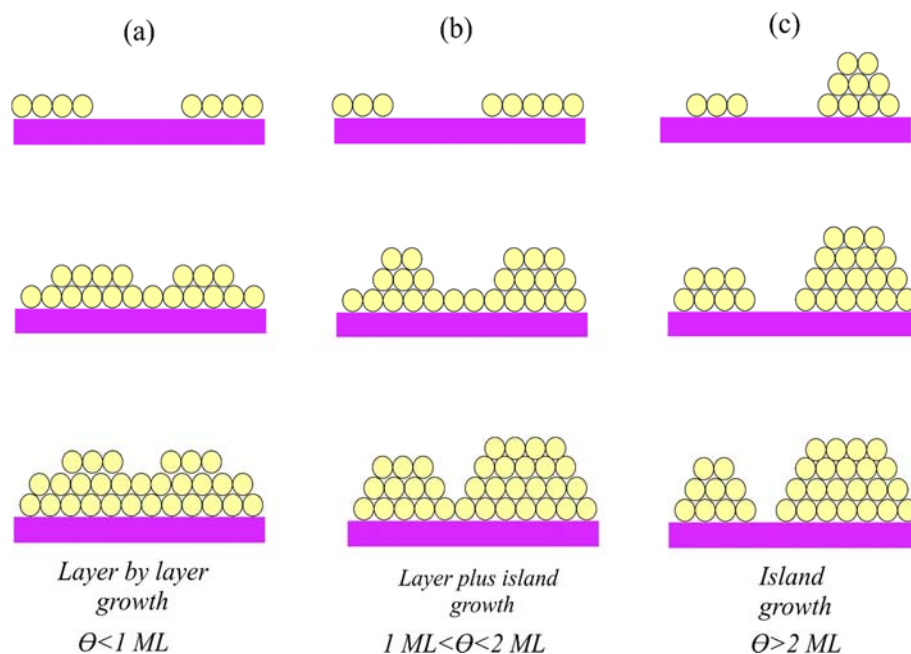 (a)
(b)
(c)
Layer by layer
growth
Ɵ<1 ML
Layer plus island
growth
1 ML<Ɵ<2 ML
Island
growth
Ɵ>2 ML